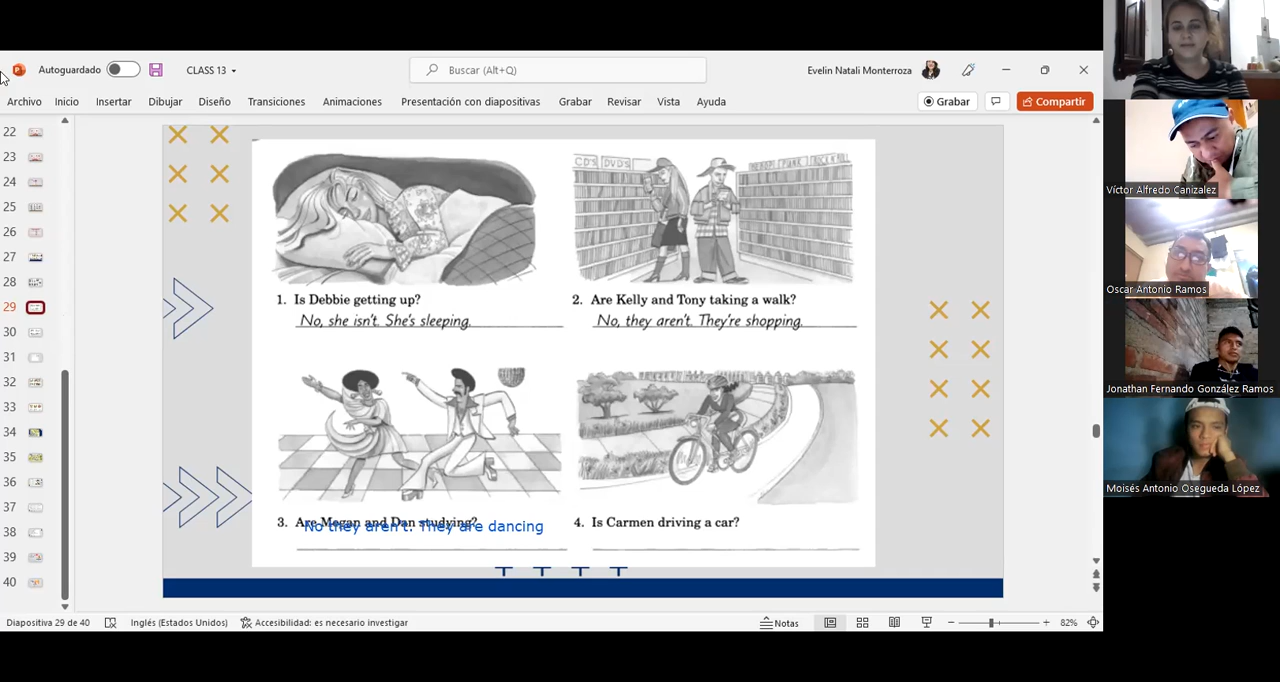 Autoguardado
CLASS 13
Buscar (Alt+Q)
Evelin Natali Monterroza
Archivo Inicio Insertar Dibujar Diseño Transiciones Animaciones Presentación con diapositivas Grabar Revisar Vista Ayuda
Grabar
Compartir
22
23
24
25
26
27
28
29
30
31
32
33
34
35
36
37
38
39
40
CD'S DVD'S
PUNK ROCK N ROLL
1. Is Debbie getting up?
No, she isn't. She's sleeping.
2. Are Kelly and Tony taking a walk?
No, they aren't. They're shopping.
3. Are Megan and Dan studying?
No they aren't. They are dancing
4. Is Carmen driving a car?
Víctor Alfredo Canizalez
Oscar Antonio Ramos
Jonathan Fernando González Ramos
Moisés Antonio Osegueda López
Diapositiva 29 de 40
Inglés (Estados Unidos)
Accesibilidad: es necesario investigar
Notas
82%